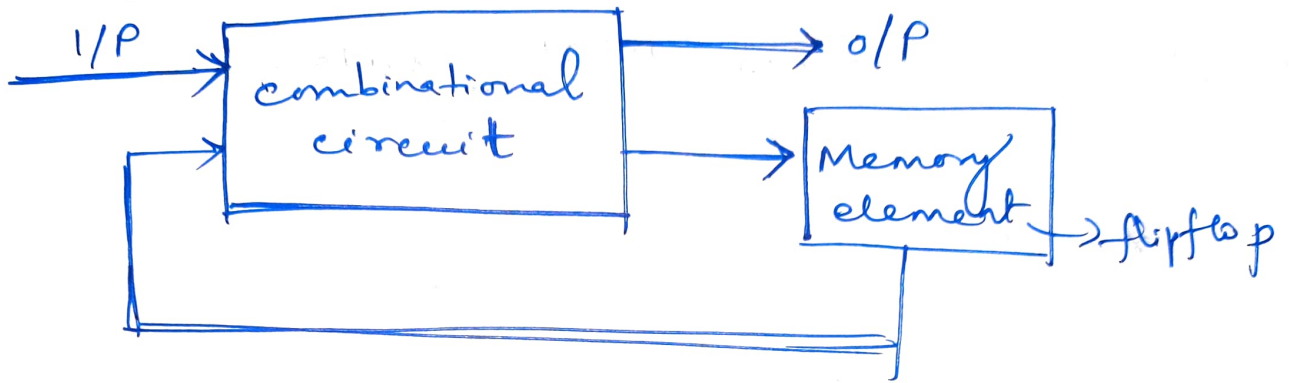 I/P
combinational
circuit
o/P
Memory
element
flipflop